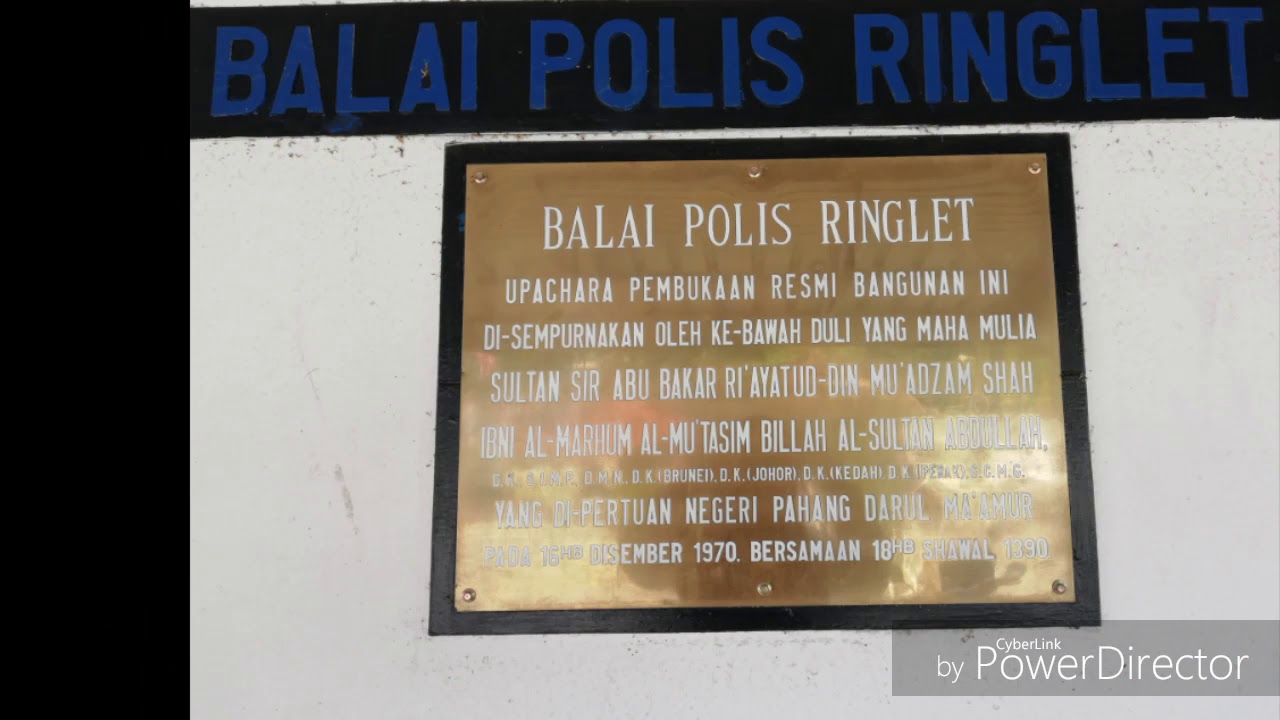 BALAI POLIS RINGLET
BALAI POLIS RINGLET
UPACHARA PEMBUKAAN RESMI BANGUNAN INI
DI-SEMPURNAKAN OLEH KE-BAWAH DULI YANG MAHA MULIA
SULTAN SIR ABU BAKAR RI'AYATUD-DIN MU'ADZAM SHAH
IBNI AL-MARHUM AL-MU'TASIM BILLAH AL-SULTAN ABDULLAH,
D.K., D.M.N., D.K.(BRUNEI), D.K.(JOHOR), D.K.(KEDAH), D.K.(PERAK), G.C.M.G.
YANG DI-PERTUAN NEGERI PAHANG DARUL MA'AMUR
PADA 16HB DISEMBER 1970. BERSAMAAN 18HB SHAWAL, 1390
CyberLink
by PowerDirector